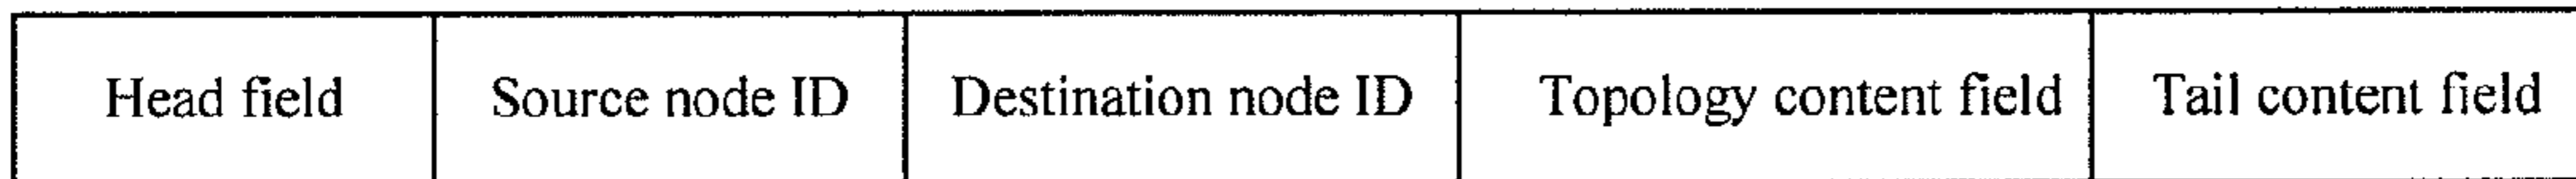 Head field Source node ID Destination node ID Topology content field Tail content field